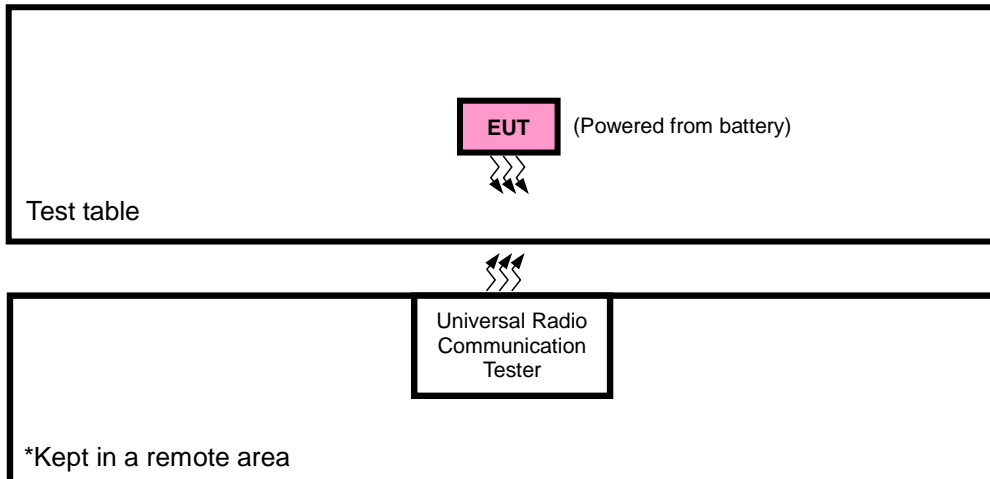 EUT
(Powered from battery)
Test table
Universal Radio
Communication
Tester
*Kept in a remote area